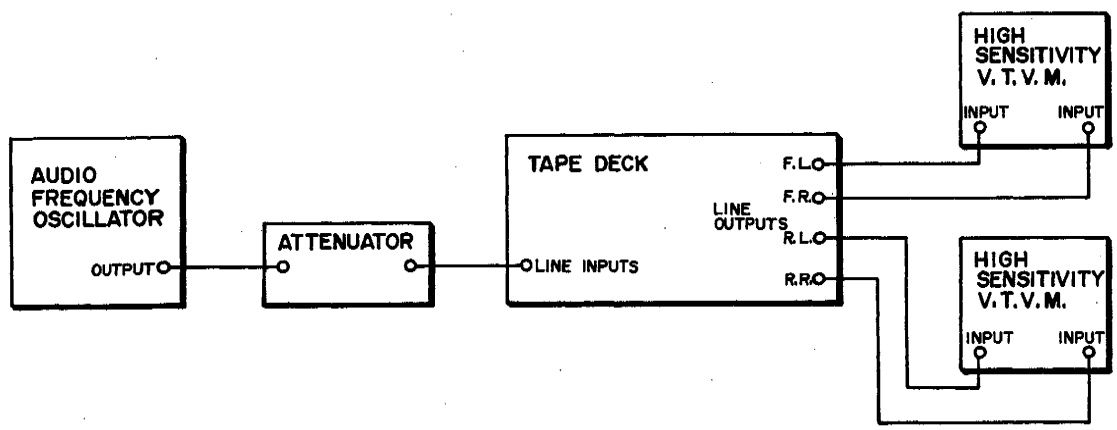 AUDIO
FREQUENCY
OSCILLATOR
OUTPUT
ATTENUATOR
TAPE DECK
LINE INPUTS
LINE
OUTPUTS
F.L.
F.R.
R.L.
R.R.
HIGH
SENSITIVITY
V.T.V.M.
INPUT INPUT
HIGH
SENSITIVITY
V.T.V.M.
INPUT INPUT